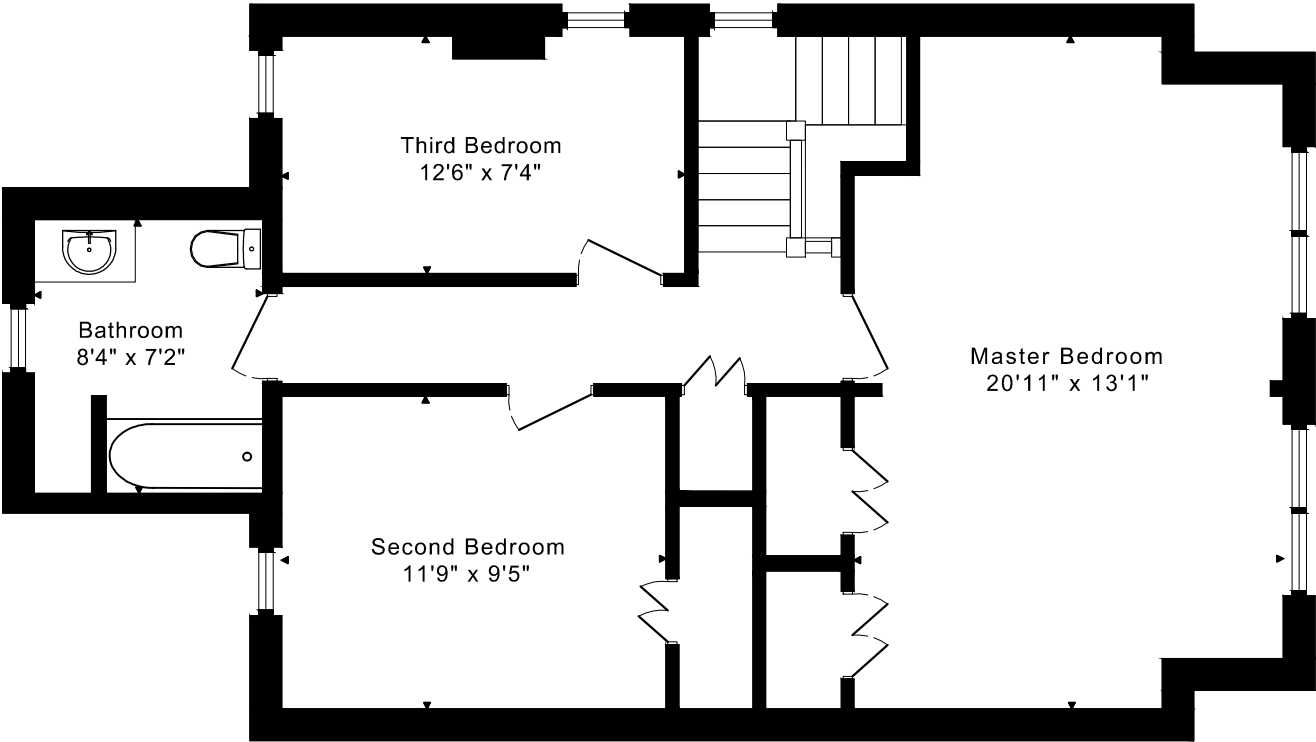 Third Bedroom
12'6" x 7'4"
Bathroom
8'4" x 7'2"
Master Bedroom
20'11" x 13'1"
Second Bedroom
11'9" x 9'5"